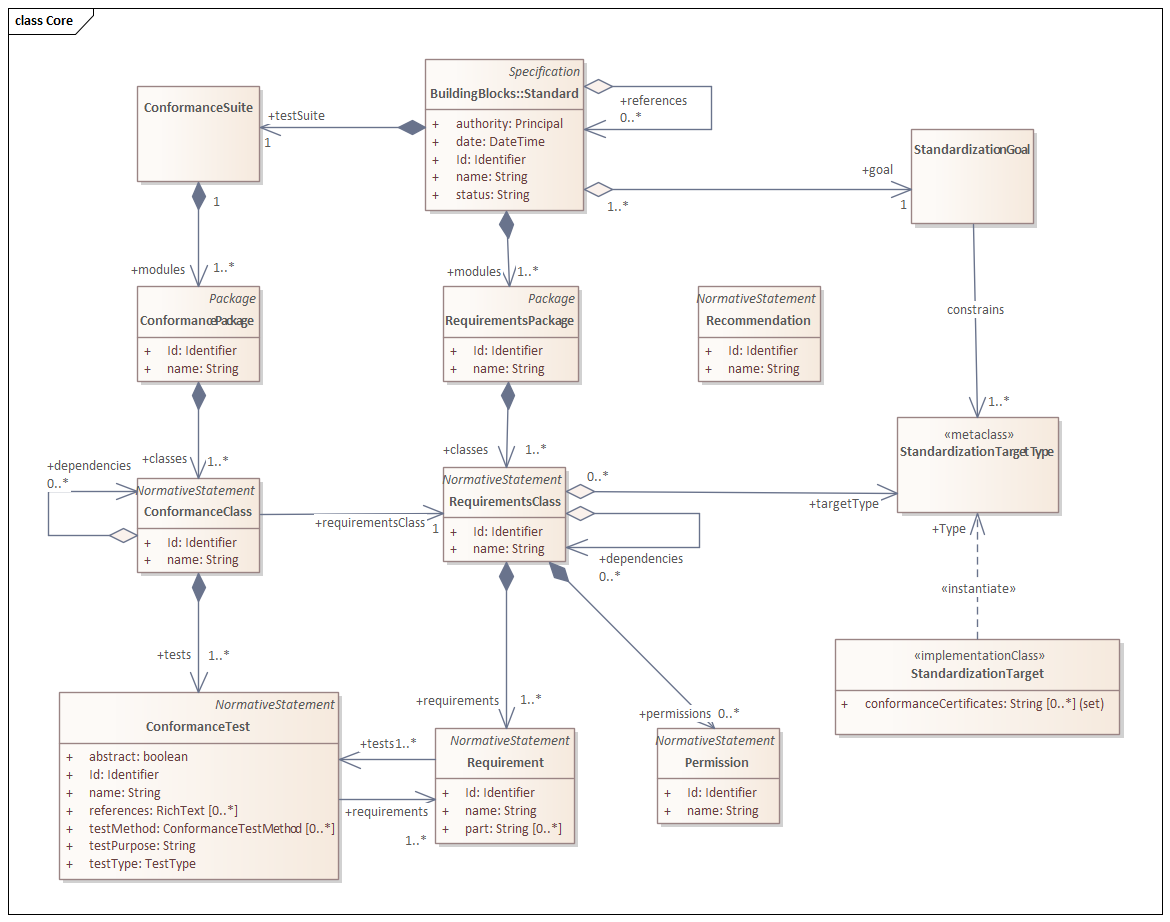 class Core
Specification
BuildingBlocks::Standard
+ authority: Principal
+ date: DateTime
+ Id: Identifier
+ name: String
+ status: String
+references
0..*
ConformanceSuite
+testSuite
1
StandardizationGoal
+goal
1
1..*
1
+modules
1..*
+modules
1..*
Package
ConformancePackage
+ Id: Identifier
+ name: String
Package
RequirementsPackage
+ Id: Identifier
+ name: String
NormativeStatement
Recommendation
+ Id: Identifier
+ name: String
constrains
1..*
«metaclass»
StandardizationTargetType
+classes
1..*
+classes
1..*
+dependencies
0..*
NormativeStatement
ConformanceClass
+ Id: Identifier
+ name: String
+requirementsClass
1
NormativeStatement
RequirementsClass
+ Id: Identifier
+ name: String
0..*
+targetType
+dependencies
0..*
+Type
«instantiate»
«implementationClass»
StandardizationTarget
+ conformanceCertificates: String [0..*] (set)
+tests
1..*
+requirements
1..*
+permissions
0..*
NormativeStatement
ConformanceTest
+ abstract: boolean
+ Id: Identifier
+ name: String
+ references: RichText [0..*]
+ testMethod: ConformanceTestMethod [0..*]
+ testPurpose: String
+ testType: TestType
+tests
1..*
+requirements
1..*
NormativeStatement
Requirement
+ Id: Identifier
+ name: String
+ part: String [0..*]
NormativeStatement
Permission
+ Id: Identifier
+ name: String